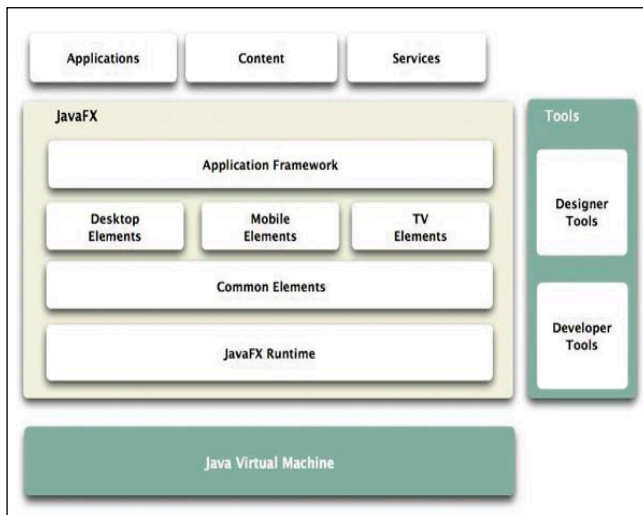 Applications
Content
Services
JavaFX
Application Framework
Desktop
Elements
Mobile
Elements
TV
Elements
Common Elements
JavaFX Runtime
Tools
Designer
Tools
Developer
Tools
Java Virtual Machine